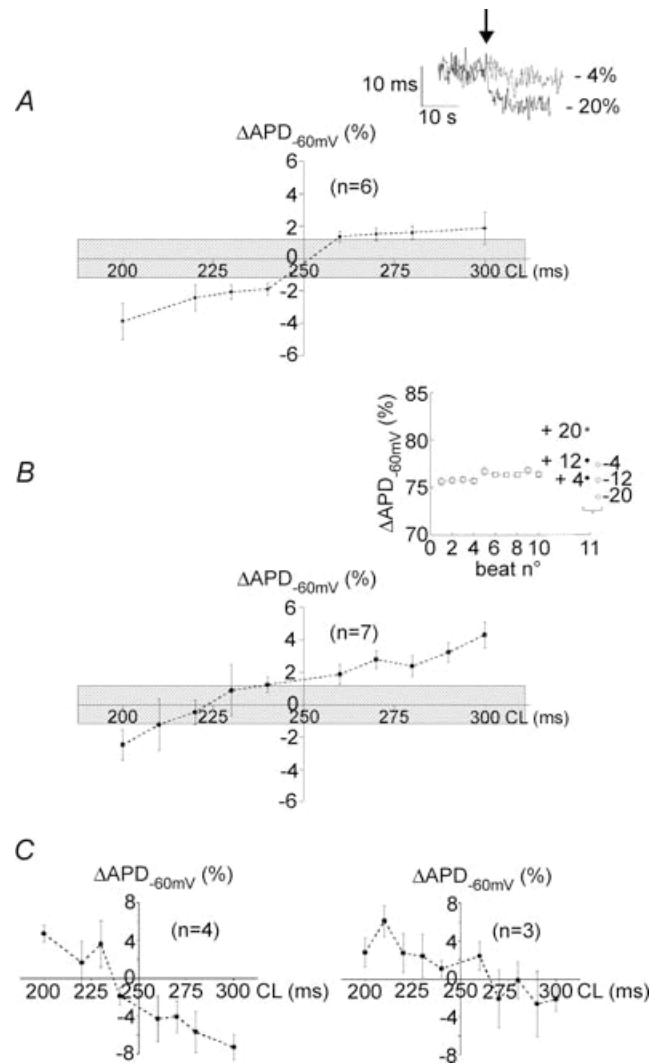 A
10 ms
10 s
- 4%
- 20%
ΔAPD-60mV (%)
6
4
2
0
-2
-4
-6
(n=6)
200 225 250 275 300 CL (ms)
B
ΔAPD-60mV (%)
85
80
75
70
0 2 4 6 8 10 11
beat n°
+ 20
+ 12
+ 4
-4
-12
-20
ΔAPD-60mV (%)
6
4
2
0
-2
-4
-6
(n=7)
200 225 250 275 300 CL (ms)
C
ΔAPD-60mV (%)
8
4
0
-4
-8
(n=4)
200 225 250 275 300 CL (ms)
ΔAPD-60mV (%)
8
4
0
-4
-8
(n=3)
200 225 250 275 300 CL (ms)